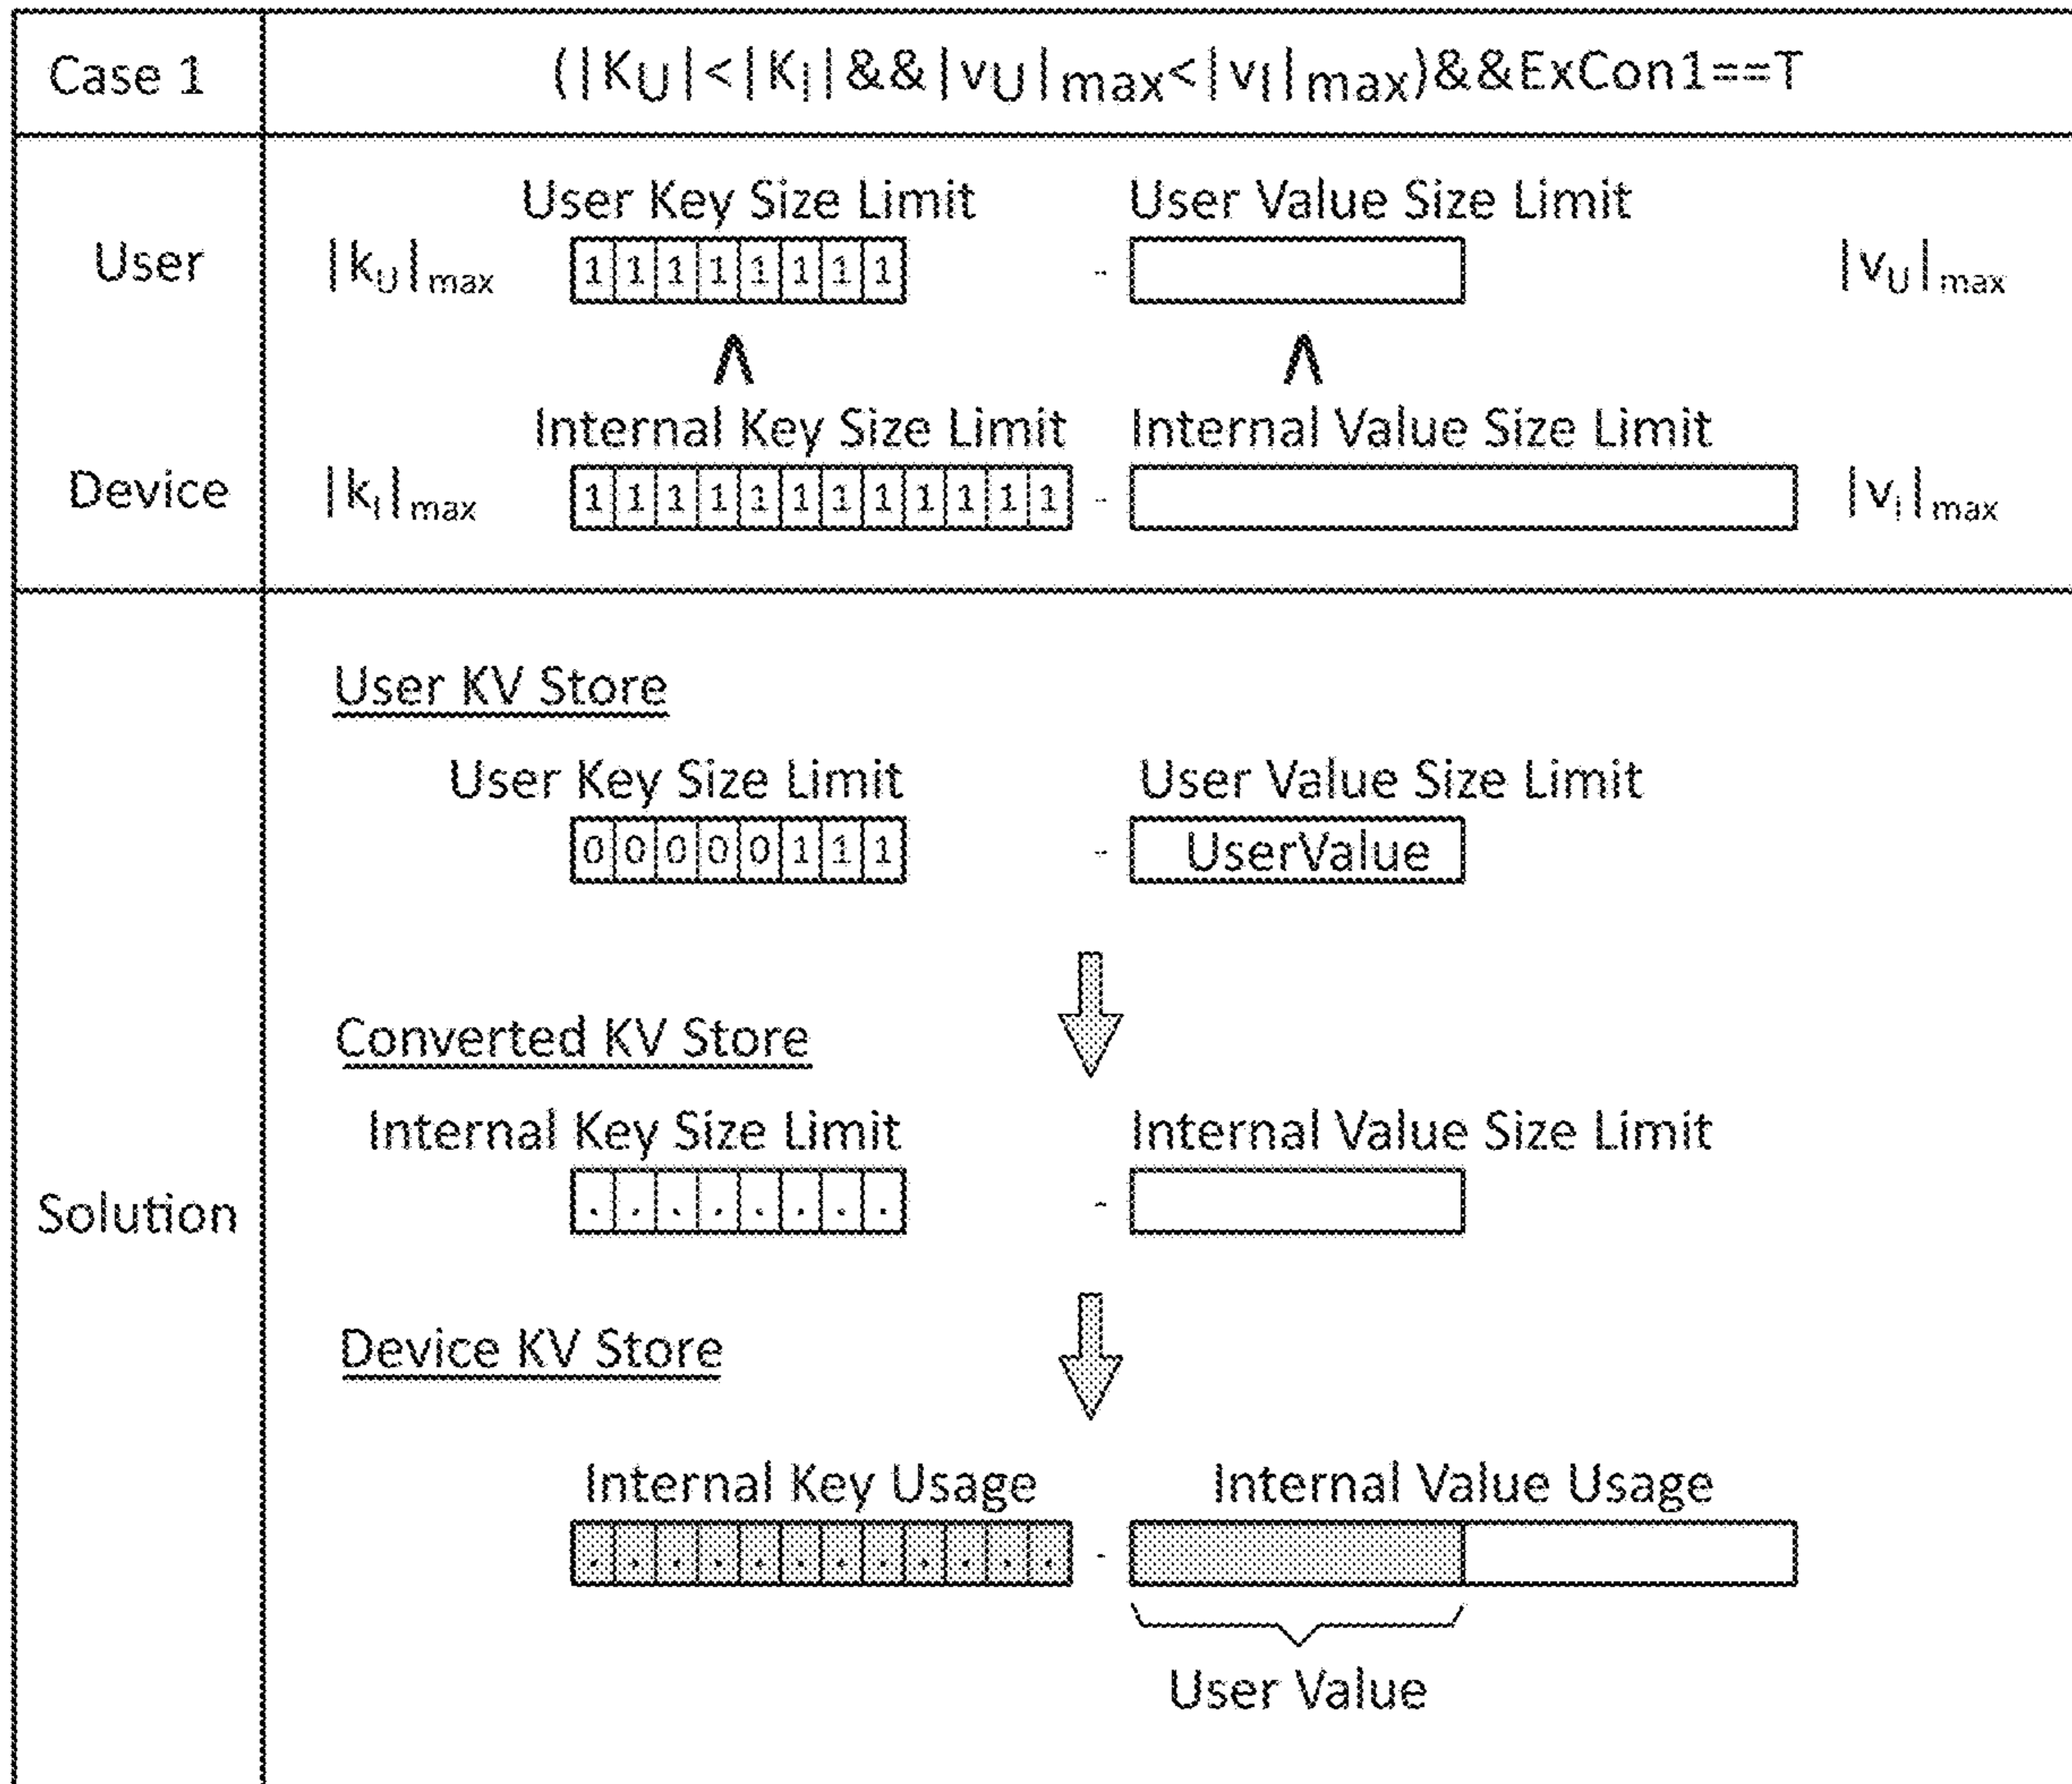 Case 1 (|K_U|<|K_i|&&|v_U|_max<|v_I|_max)&&ExCon1==T
User Key Size Limit User Value Size Limit
User |k_U|_max 1 1 1 1 1 1 1 1 - |v_U|_max
∧ ∧
Internal Key Size Limit Internal Value Size Limit
Device |k_i|_max 1 1 1 1 1 1 1 1 1 1 1 1 - |v_i|_max
User KV Store
User Key Size Limit User Value Size Limit
0 0 0 0 0 1 1 1 - UserValue
Converted KV Store
Internal Key Size Limit Internal Value Size Limit
. . . . . . . . -
Solution
Device KV Store
Internal Key Usage Internal Value Usage
. . . . . . . . . . . . -
User Value